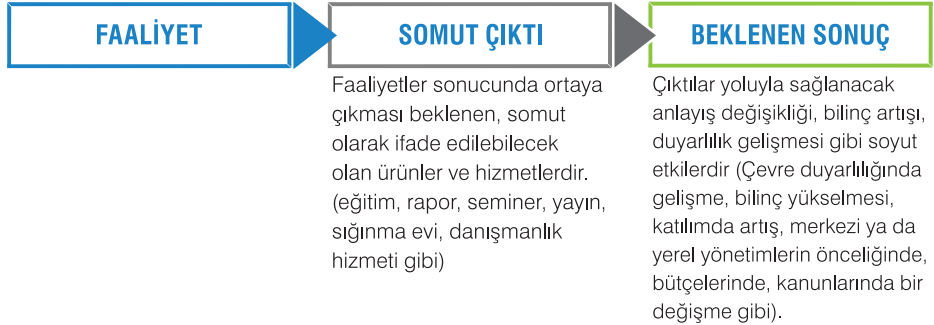 FAALİYET
SOMUT ÇIKTI
BEKLENEN SONUÇ
Faaliyetler sonucunda ortaya
çıkması beklenen, somut
olarak ifade edilebilecek
olan ürünler ve hizmetlerdir.
(eğitim, rapor, seminer, yayın,
sığınma evi, danışmanlık
hizmeti gibi)
Çıktılar yoluyla sağlanacak
anlayış değişikliği, bilinç artışı,
duyarlılık gelişmesi gibi soyut
etkilerdir (Çevre duyarlılığında
gelişme, bilinç yükselmesi,
katılımda artış, merkezi ya da
yerel yönetimlerin önceliğinde,
bütçelerinde, kanunlarında bir
değişme gibi).